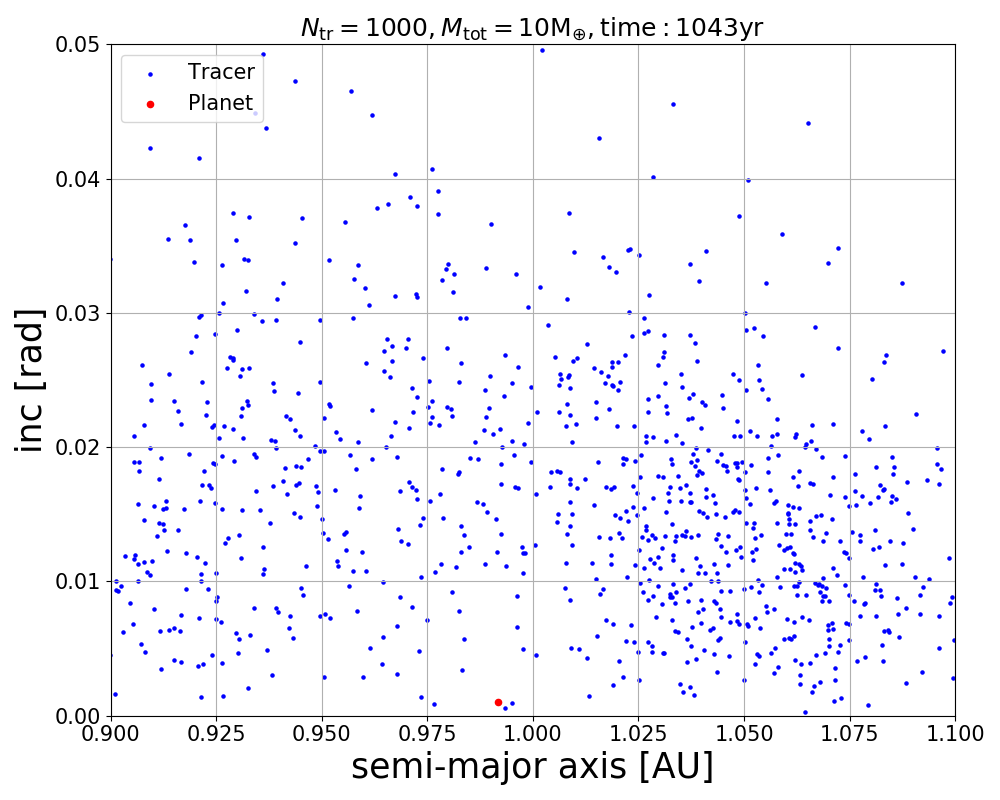 N_tr = 1000, M_tot = 10M_⊕, time : 1043yr
0.05
Tracer
Planet
0.04
0.03
0.02
0.01
0.00
inc [rad]
0.900 0.925 0.950 0.975 1.000 1.025 1.050 1.075 1.100
semi-major axis [AU]